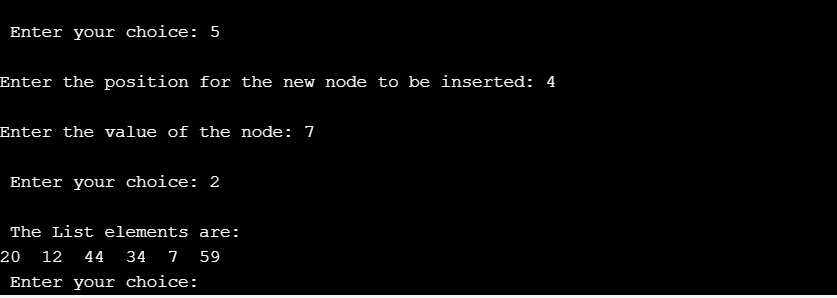 Enter your choice: 5
Enter the position for the new node to be inserted: 4
Enter the value of the node: 7
Enter your choice: 2
The List elements are:
20  12  44  34  7  59
Enter your choice: